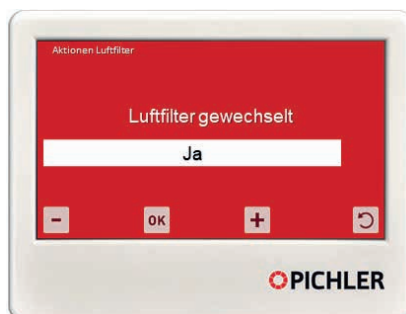 Aktionen Luftfilter
Luftfilter gewechselt
Ja
- OK +
PICHLER